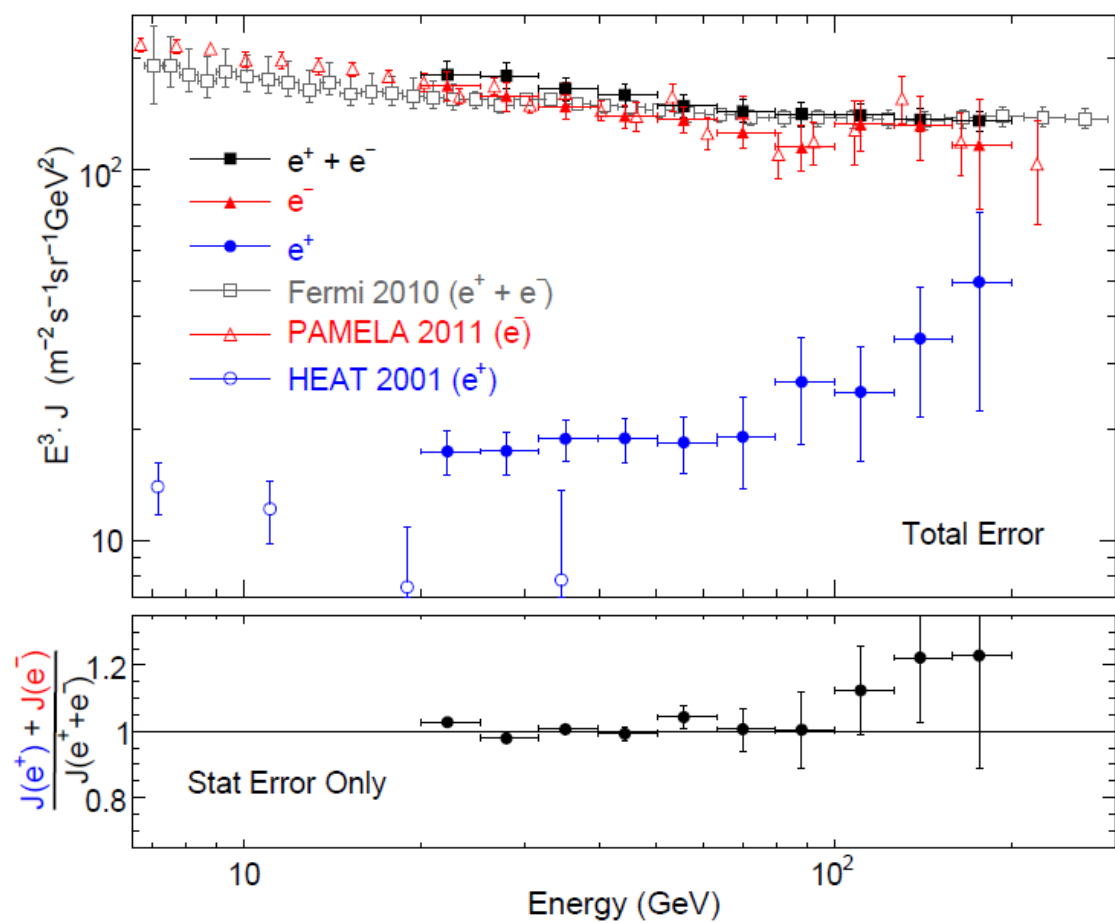 E³· J (m⁻²s⁻¹sr⁻¹GeV²)
10²
10
e⁺ + e⁻
e⁻
e⁺
Fermi 2010 (e⁺ + e⁻)
PAMELA 2011 (e⁻)
HEAT 2001 (e⁺)
Total Error
J(e⁺) + J(e⁻)
J(e⁺+e⁻)
1.2
1
0.8
Stat Error Only
10 10²
Energy (GeV)